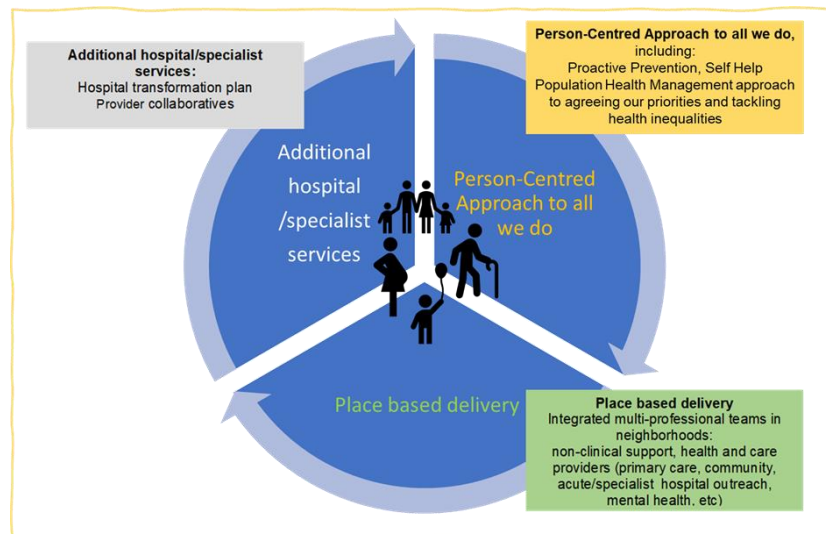 Additional hospital/specialist
services:
Hospital transformation plan
Provider collaboratives
Person-Centred Approach to all we do,
including:
Proactive Prevention, Self Help
Population Health Management approach
to agreeing our priorities and tackling
health inequalities
Additional
hospital
/specialist
services
Person-Centred
Approach to all
we do
Place based delivery
Place based delivery
Integrated multi-professional teams in
neighborhoods:
non-clinical support, health and care
providers (primary care, community,
acute/specialist hospital outreach,
mental health, etc)